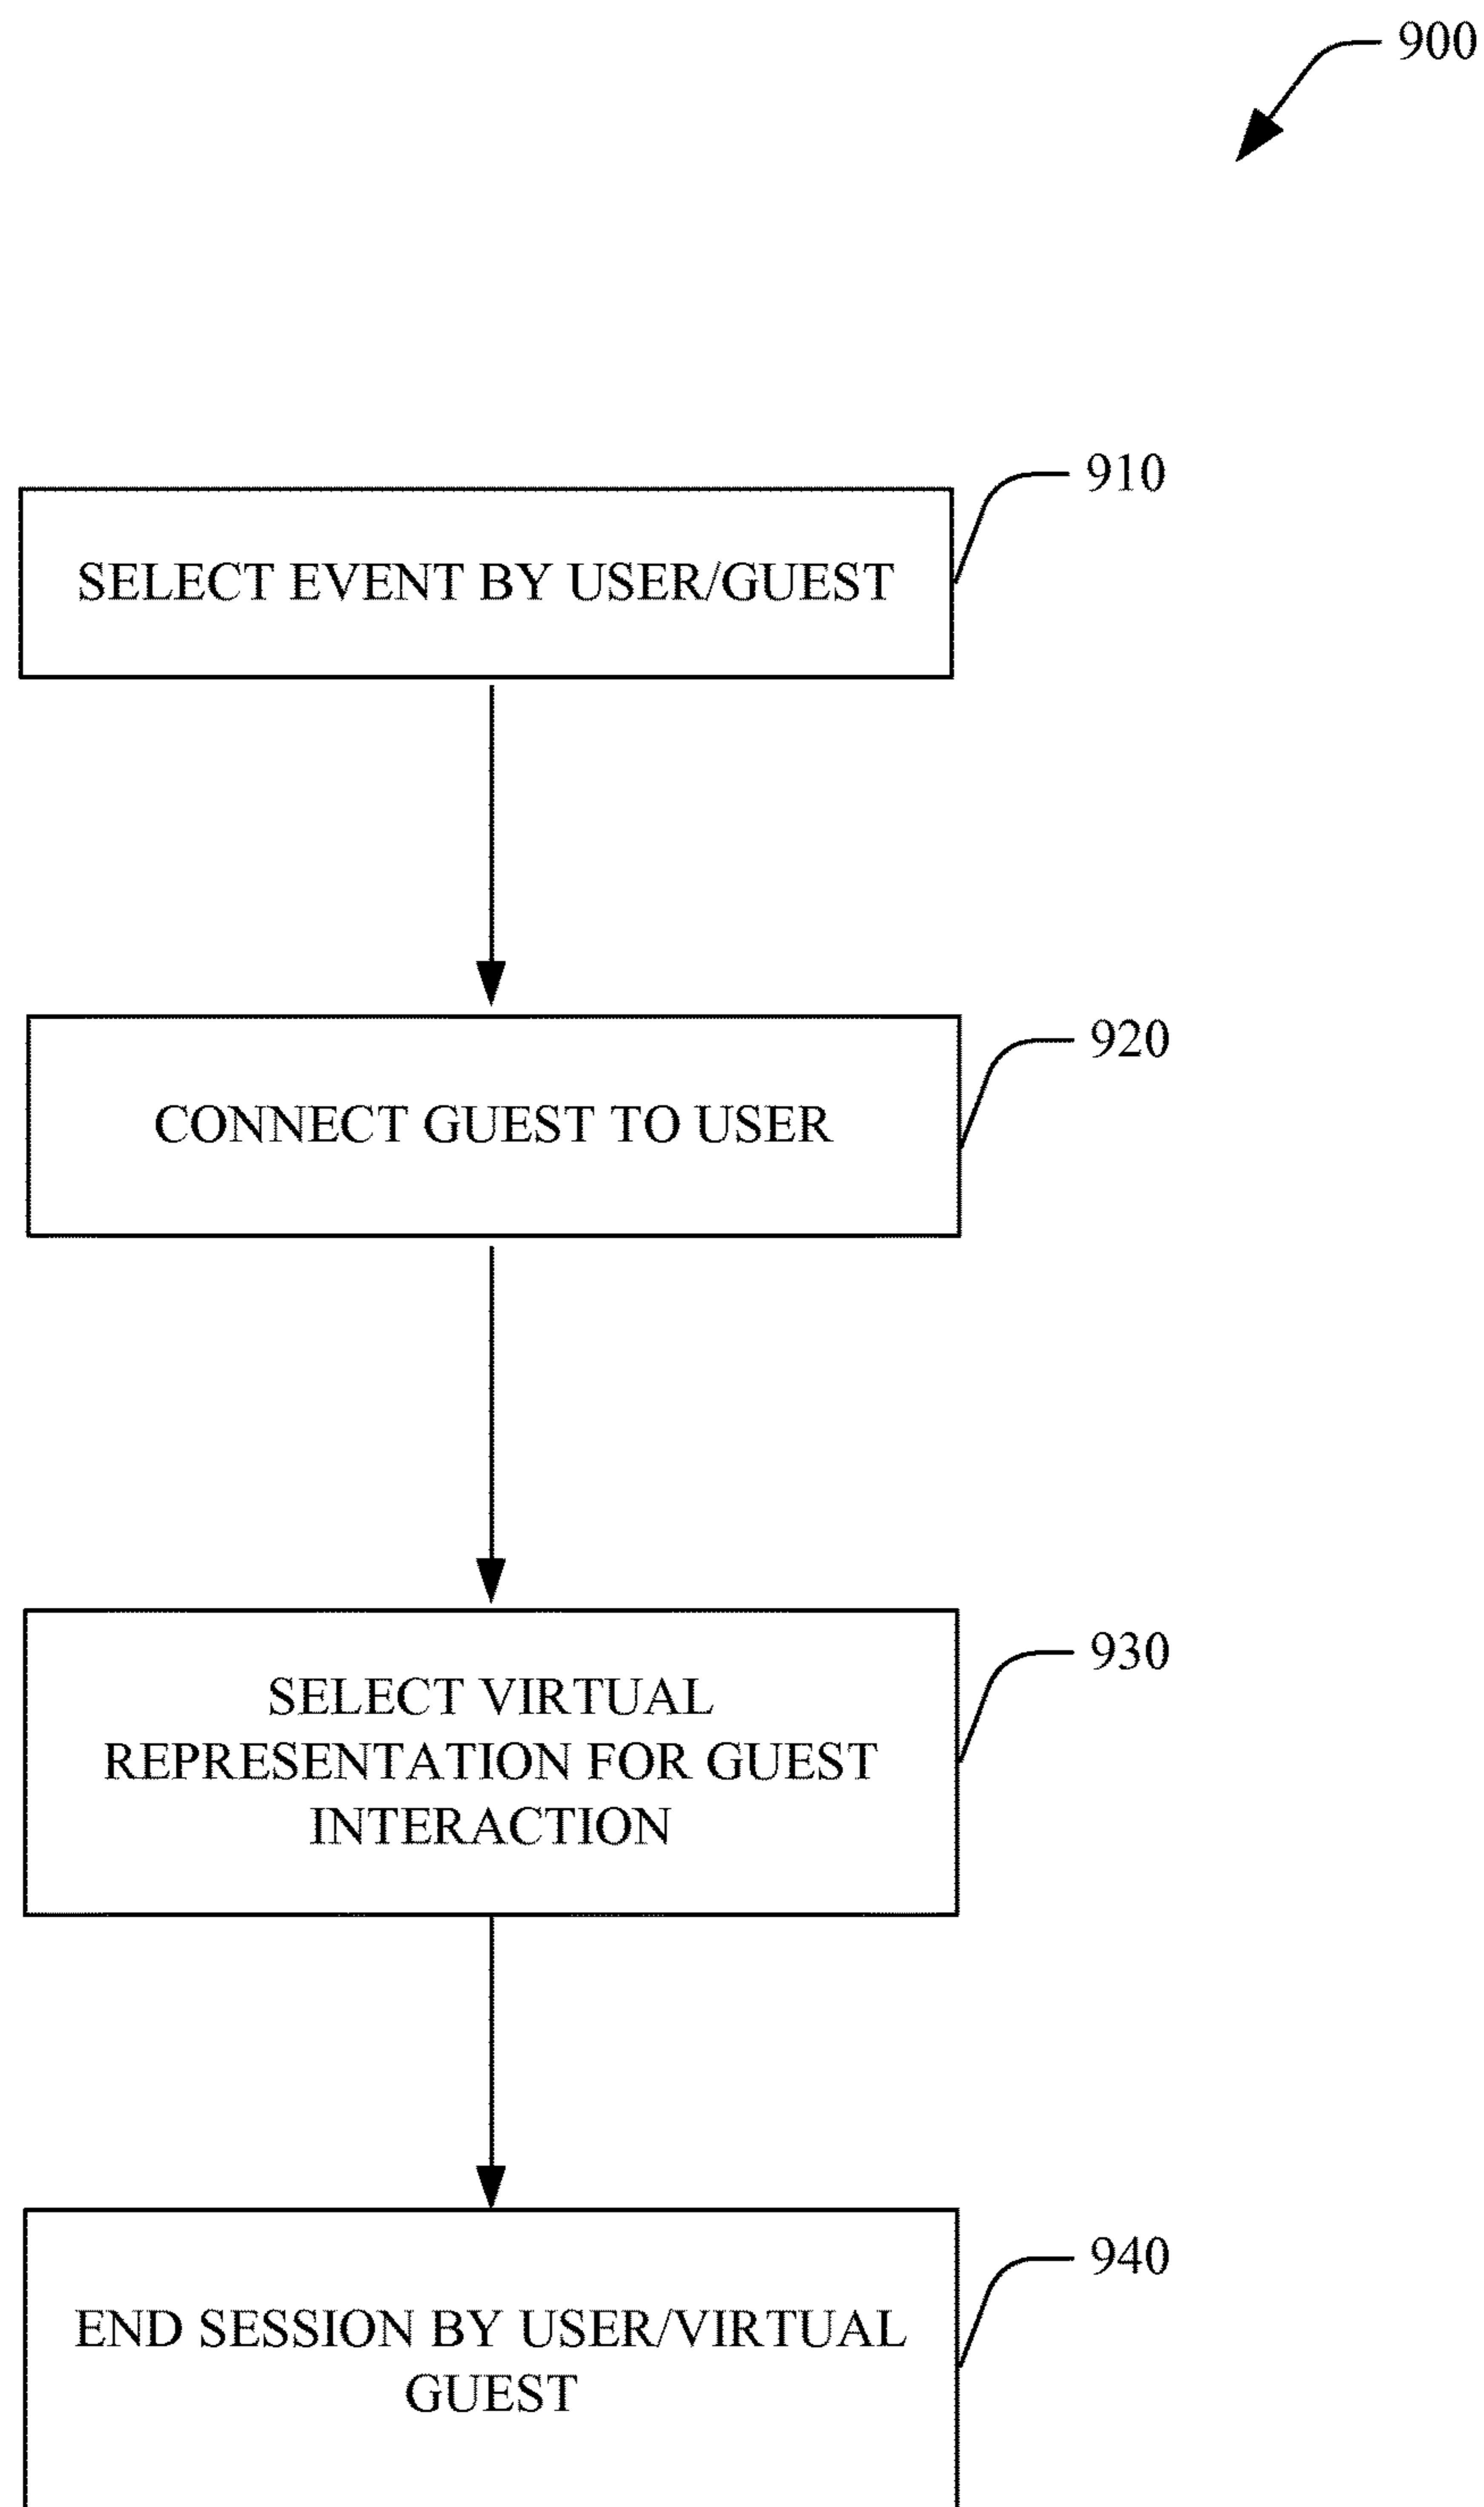 900
910
SELECT EVENT BY USER/GUEST
920
CONNECT GUEST TO USER
930
SELECT VIRTUAL
REPRESENTATION FOR GUEST
INTERACTION
940
END SESSION BY USER/VIRTUAL
GUEST